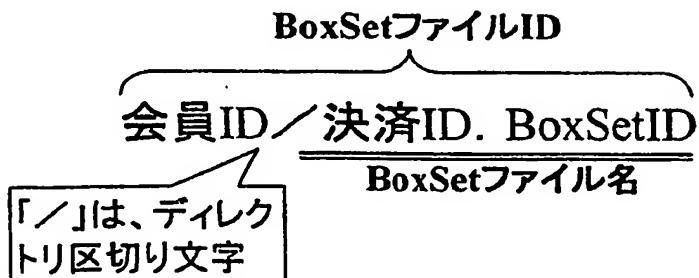 BoxSetファイルID
会員ID／決済ID. BoxSetID
BoxSetファイル名
「／」は、ディレク
トリ区切り文字